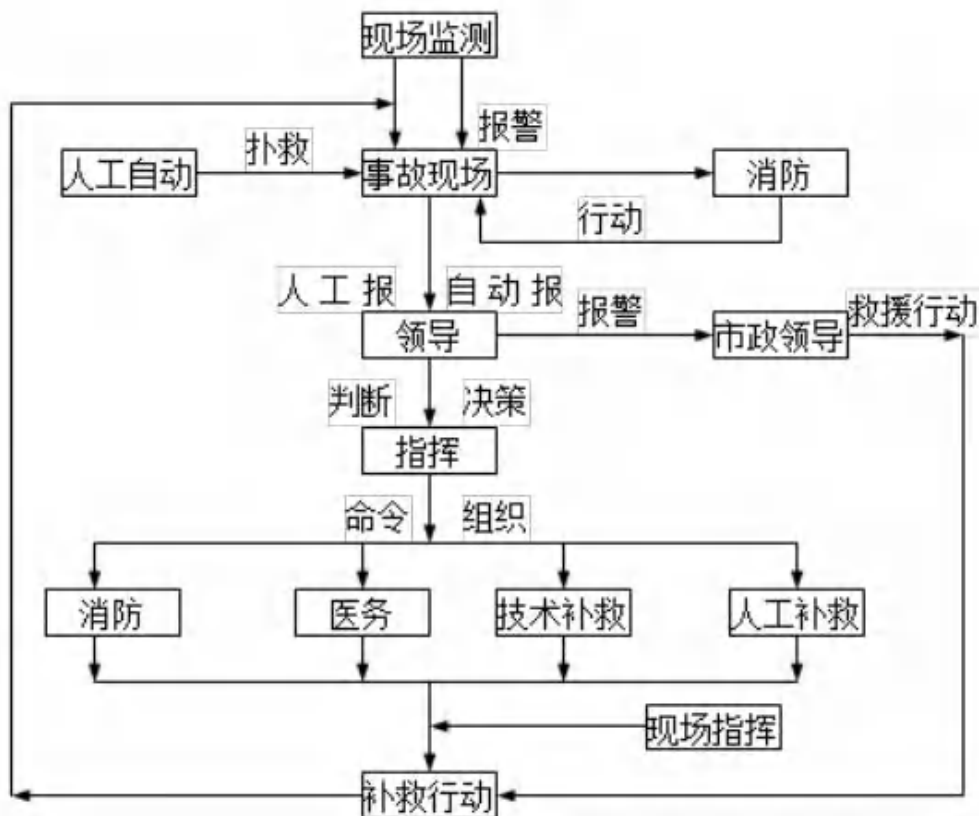 现场监测
报警
扑救
人工自动
事故现场
消防
行动
人工报
自动报
报警
救援行动
领导
市政领导
判断
决策
指挥
命令
组织
消防
医务
技术补救
人工补救
现场指挥
补救行动